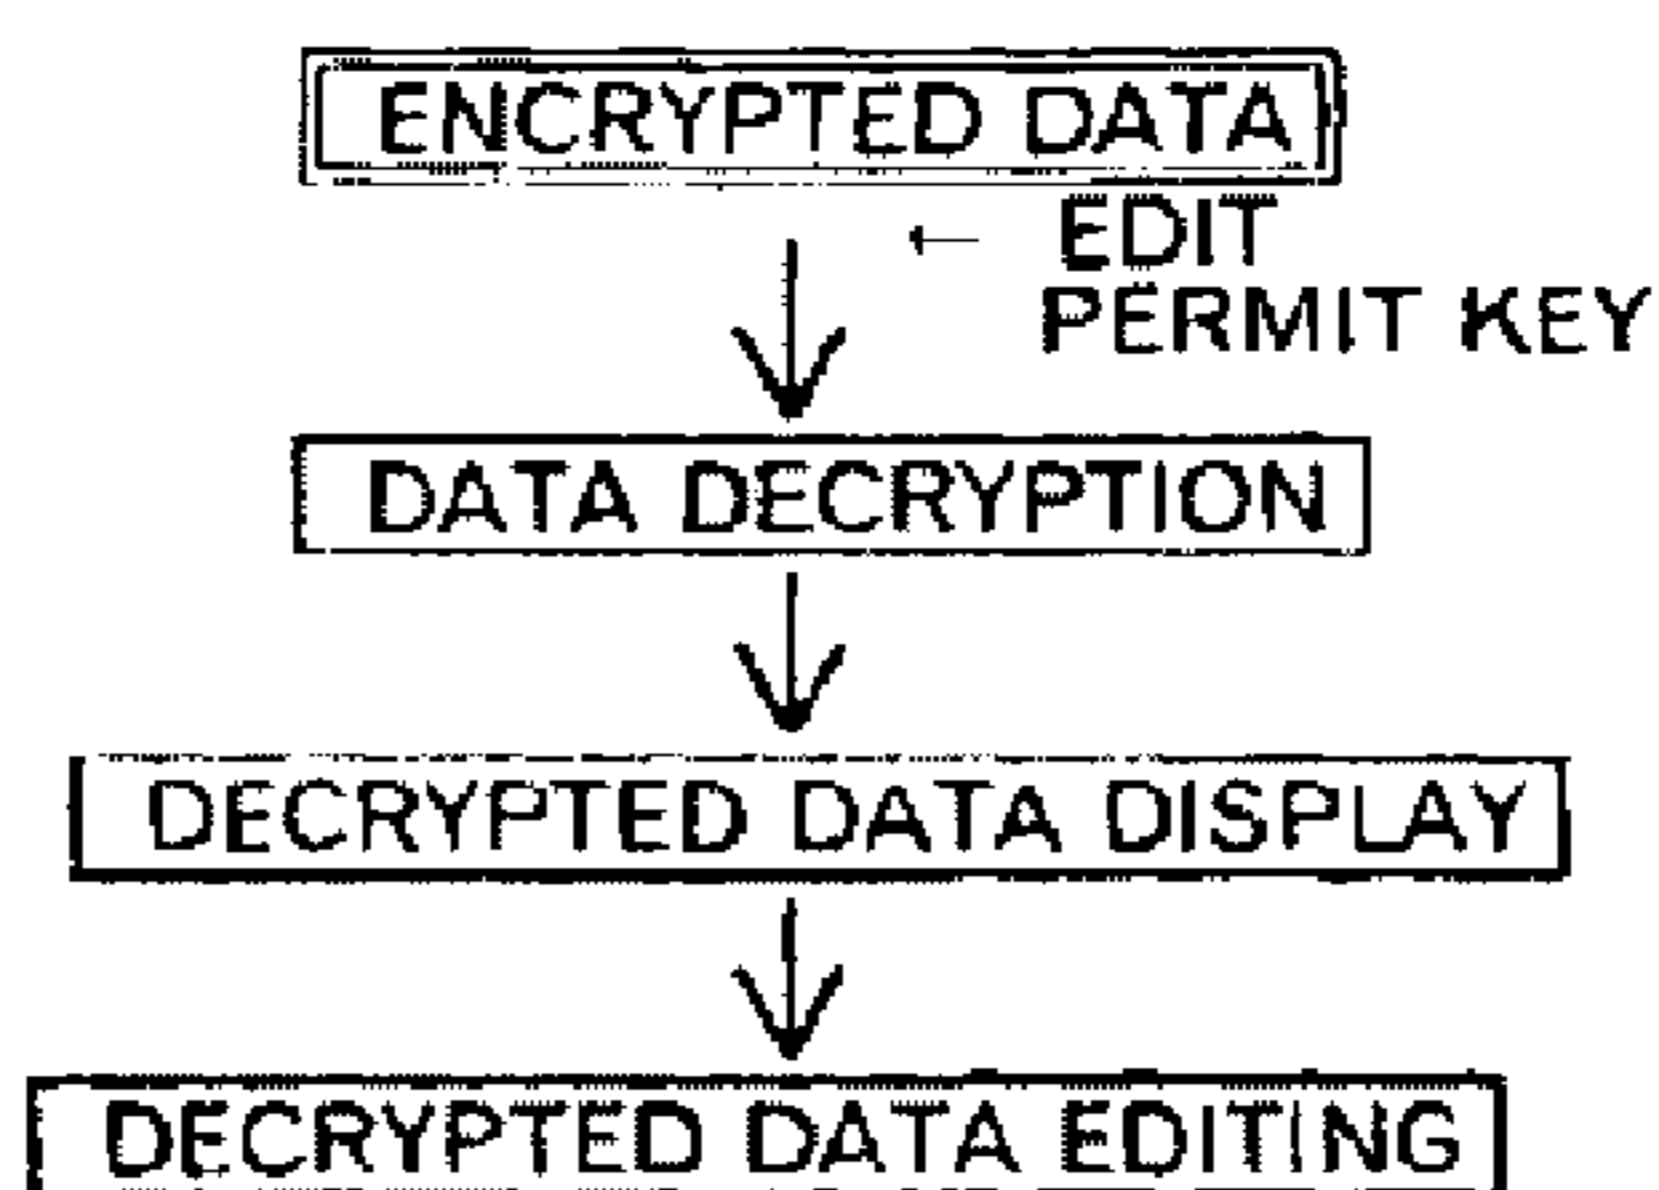 ENCRYPTED DATA
← EDIT
PERMIT KEY
DATA DECRYPTION
DECRYPTED DATA DISPLAY
DECRYPTED DATA EDITING